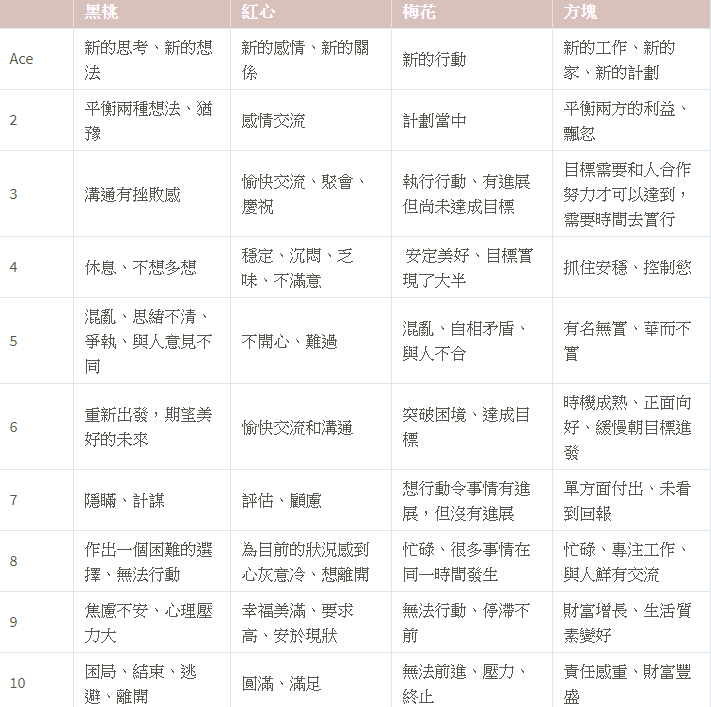 黑桃 紅心 梅花 方塊
Ace 新的思考、新的想法 新的感情、新的關係 新的行動 新的工作、新的家、新的計劃
2 平衡兩種想法、猶豫 感情交流 計劃當中 平衡兩方的利益、飄忽
3 溝通有挫敗感 愉快交流、聚會、慶祝 執行行動、有進展但尚未達成目標 目標需要和人合作努力才可以達到，需要時間去實行
4 休息、不想多想 穩定、沉悶、乏味、不滿意 安定美好、目標實現了大半 抓住安穩、控制慾
5 混亂、思緒不清、爭執、與人意見不同 不開心、難過 混亂、自相矛盾、與人不合 有名無實、華而不實
6 重新出發，期望美好的未來 愉快交流和溝通 突破困境、達成目標 時機成熟、正面向好、緩慢朝目標進發
7 隱瞞、計謀 評估、顧慮 想行動令事情有進展，但沒有進展 單方面付出、未看到回報
8 作出一個困難的選擇、無法行動 為目前的狀況感到心灰意冷、想離開 忙碌、很多事情在同一時間發生 忙碌、專注工作、與人鮮有交流
9 焦慮不安、心理壓力大 幸福美滿、要求高、安於現狀 無法行動、停滯不前 財富增長、生活質素變好
10 困局、結束、逃避、離開 圓滿、滿足 無法前進、壓力、終止 責任感重、財富豐盛